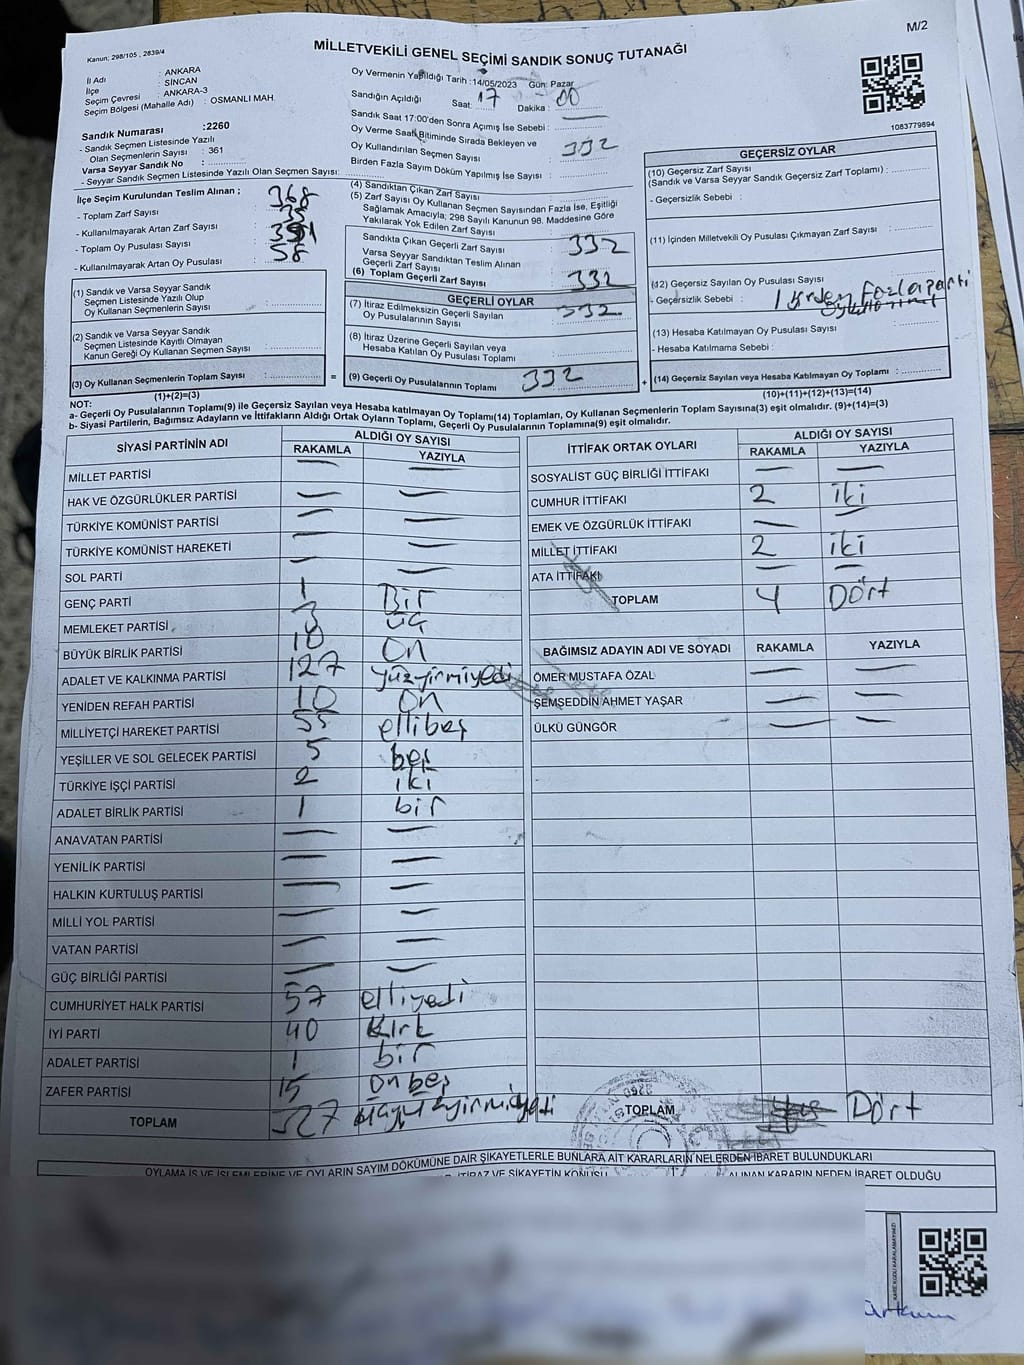 M/2
Kanun; 298/105 , 2839/4
MİLLETVEKİLİ GENEL SEÇİMİ SANDIK SONUÇ TUTANAĞI
İl Adı : ANKARA
İlçe : SİNCAN
Seçim Çevresi : ANKARA-3
Seçim Bölgesi (Mahalle Adı) : OSMANLI MAH.
Sandık Numarası :2260
- Sandık Seçmen Listesinde Yazılı
Olan Seçmenlerin Sayısı : 361
Varsa Seyyar Sandık No :
- Seyyar Sandık Seçmen Listesinde Yazılı Olan Seçmen Sayısı:
İlçe Seçim Kurulundan Teslim Alınan ;
- Toplam Zarf Sayısı : 368
- Kullanılmayarak Artan Zarf Sayısı : 35
- Toplam Oy Pusulası Sayısı :
- Kullanılmayarak Artan Oy Pusulası : 58
(1) Sandık ve Varsa Seyyar Sandık
Seçmen Listesinde Yazılı Olup
Oy Kullanan Seçmenlerin Sayısı :
(2) Sandık ve Varsa Seyyar Sandık
Seçmen Listesinde Kayıtlı Olmayan
Kanun Gereği Oy Kullanan Seçmen Sayısı :
(3) Oy Kullanan Seçmenlerin Toplam Sayısı :
(1)+(2)=(3)
Oy Vermenin Yapıldığı Tarih :14/05/2023 Gün: Pazar
Sandığın Açıldığı Saat: 17 Dakika : 00
Sandık Saat 17:00'den Sonra Açımış İse Sebebi :
Oy Verme Saat Bitiminde Sırada Bekleyen ve
Oy Kullandırılan Seçmen Sayısı : 332
Birden Fazla Sayım Döküm Yapılmış İse Sayısı :
(4) Sandıktan Çıkan Zarf Sayısı :
(5) Zarf Sayısı Oy Kullanan Seçmen Sayısından Fazla İse, Eşitliği
Sağlamak Amacıyla; 298 Sayılı Kanunun 98. Maddesine Göre
Yakılarak Yok Edilen Zarf Sayısı :
Sandıkta Çıkan Geçerli Zarf Sayısı : 332
Varsa Seyyar Sandıktan Teslim Alınan
Geçerli Zarf Sayısı :
(6) Toplam Geçerli Zarf Sayısı : 332
GEÇERLİ OYLAR
(7) İtiraz Edilmeksizin Geçerli Sayılan
Oy Pusulalarının Sayısı : 332
(8) İtiraz Üzerine Geçerli Sayılan veya
Hesaba Katılan Oy Pusulası Toplamı :
= (9) Geçerli Oy Pusulalarının Toplamı 332 +
1083779894
GEÇERSİZ OYLAR
(10) Geçersiz Zarf Sayısı
(Sandık ve Varsa Seyyar Sandık Geçersiz Zarf Toplamı) :
- Geçersizlik Sebebi :
(11) İçinden Milletvekili Oy Pusulası Çıkmayan Zarf Sayısı :
(12) Geçersiz Sayılan Oy Pusulası Sayısı :
- Geçersizlik Sebebi : 1 birden fazla parti
(13) Hesaba Katılmayan Oy Pusulası Sayısı :
- Hesaba Katılmama Sebebi :
(14) Geçersiz Sayılan veya Hesaba Katılmayan Oy Toplamı :
(10)+(11)+(12)+(13)=(14)
NOT:
a- Geçerli Oy Pusulalarının Toplamı(9) ile Geçersiz Sayılan veya Hesaba katılmayan Oy Toplamı(14) Toplamları, Oy Kullanan Seçmenlerin Toplam Sayısına(3) eşit olmalıdır. (9)+(14)=(3)
b- Siyasi Partilerin, Bağımsız Adayların ve İttifakların Aldığı Ortak Oyların Toplamı, Geçerli Oy Pusulalarının Toplamına(9) eşit olmalıdır.
SİYASİ PARTİNİN ADI ALDIĞI OY SAYISI
RAKAMLA YAZIYLA
MİLLET PARTİSİ —  —
HAK VE ÖZGÜRLÜKLER PARTİSİ — —
TÜRKİYE KOMÜNİST PARTİSİ — —
TÜRKİYE KOMÜNİST HAREKETİ — —
SOL PARTİ — —
GENÇ PARTİ 1 Bir
MEMLEKET PARTİSİ 3 üç
BÜYÜK BİRLİK PARTİSİ 10 On
ADALET VE KALKINMA PARTİSİ 127 yüzyirmiyedi
YENİDEN REFAH PARTİSİ 10 ON
MİLLİYETÇİ HAREKET PARTİSİ 55 ellibeş
YEŞİLLER VE SOL GELECEK PARTİSİ 5 beş
TÜRKİYE İŞÇİ PARTİSİ 2 iki
ADALET BİRLİK PARTİSİ 1 bir
ANAVATAN PARTİSİ — —
YENİLİK PARTİSİ — —
HALKIN KURTULUŞ PARTİSİ — —
MİLLİ YOL PARTİSİ — —
VATAN PARTİSİ — —
GÜÇ BİRLİĞİ PARTİSİ — —
CUMHURİYET HALK PARTİSİ 57 elliyedi
İYİ PARTİ 40 Kırk
ADALET PARTİSİ 1 bir
ZAFER PARTİSİ 15 onbeş
TOPLAM 327
İTTİFAK ORTAK OYLARI ALDIĞI OY SAYISI
RAKAMLA YAZIYLA
SOSYALİST GÜÇ BİRLİĞİ İTTİFAKI — —
CUMHUR İTTİFAKI 2 iki
EMEK VE ÖZGÜRLÜK İTTİFAKI — —
MİLLET İTTİFAKI 2 iki
ATA İTTİFAKI — —
TOPLAM 4 Dört
BAĞIMSIZ ADAYIN ADI VE SOYADI RAKAMLA YAZIYLA
ÖMER MUSTAFA ÖZAL — —
ŞEMSEDDİN AHMET YAŞAR — —
ÜLKÜ GÜNGÖR — —
TOPLAM Dört
OYLAMA İŞ VE İŞLEMLERİNE VE OYLARIN SAYIM DÖKÜMÜNE DAİR ŞİKAYETLERLE BUNLARA AİT KARARLARIN NELERDEN İBARET BULUNDUKLARI
İTİRAZ VE ŞİKAYETİN KONUSU ALINAN KARARIN NEDEN İBARET OLDUĞU